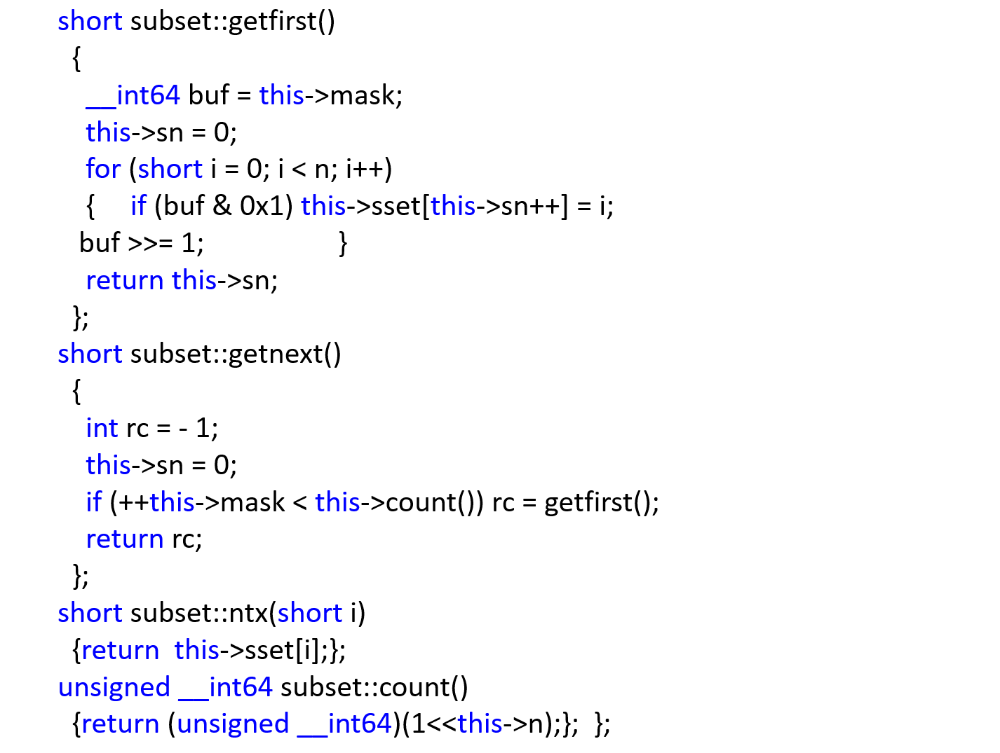 short subset::getfirst()
{
__int64 buf = this->mask;
this->sn = 0;
for (short i = 0; i < n; i++)
{ if (buf & 0x1) this->sset[this->sn++] = i;
buf >>= 1; }
return this->sn;
};
short subset::getnext()
{
int rc = - 1;
this->sn = 0;
if (++this->mask < this->count()) rc = getfirst();
return rc;
};
short subset::ntx(short i)
{return this->sset[i];};
unsigned __int64 subset::count()
{return (unsigned __int64)(1<<this->n);}; };